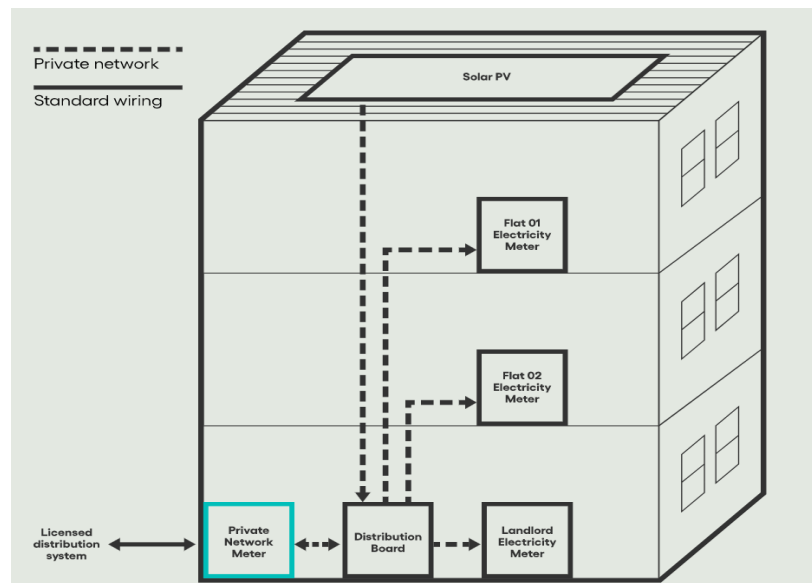 Private network
Standard wiring
Solar PV
Flat 01
Electricity
Meter
Flat 02
Electricity
Meter
Licensed
distribution
system
Private
Network
Meter
Distribution
Board
Landlord
Electricity
Meter